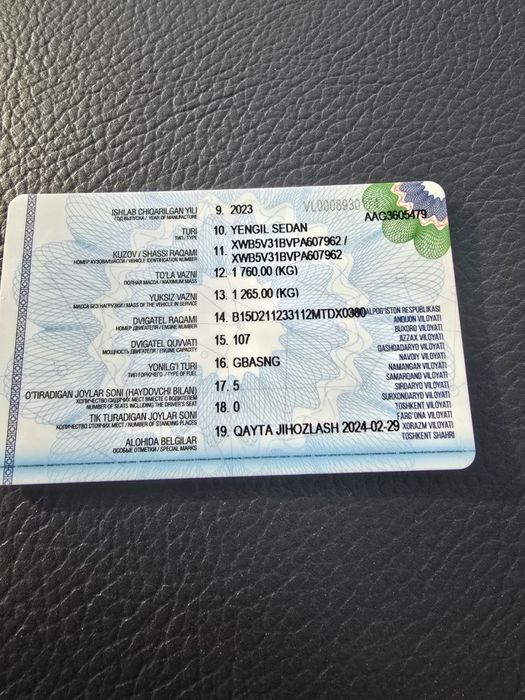 VL0008930
AAG3605479
ISHLAB CHIQARILGAN YILI 9. 2023
ГОД ВЫПУСКА / YEAR OF MANUFACTURE
TURI 10. YENGIL SEDAN
ТИП / TYPE
KUZOV / SHASSI RAQAMI 11. XWB5V31BVPA607962 /
XWB5V31BVPA607962
НОМЕР КУЗОВА/ШАССИ / VEHICLE IDENTIFICATION NUMBER
TO'LA VAZNI 12. 1 760.00 (KG)
ПОЛНАЯ МАССА / MAXIMUM MASS
YUKSIZ VAZNI 13. 1 265.00 (KG)
МАССА БЕЗ НАГРУЗКИ / MASS OF THE VEHICLE IN SERVICE
DVIGATEL RAQAMI 14. B15D211233112MTDX0380
НОМЕР ДВИГАТЕЛЯ / ENGINE NUMBER
DVIGATEL QUVVATI 15. 107
МОЩНОСТЬ ДВИГАТЕЛЯ / ENGINE CAPACITY
YONILG'I TURI 16. GBASNG
ТИП ГОРЮЧЕГО / TYPE OF FUEL
O'TIRADIGAN JOYLAR SONI (HAYDOVCHI BILAN) 17. 5
КОЛИЧЕСТВО СИДЯЧИХ МЕСТ ВМЕСТЕ С ВОДИТЕЛЕМ
NUMBER OF SEATS INCLUDING THE DRIVER'S SEAT
TIK TURADIGAN JOYLAR SONI 18. 0
КОЛИЧЕСТВО СТОЯЧИХ МЕСТ / NUMBER OF STANDING PLACES
ALOHIDA BELGILAR 19. QAYTA JIHOZLASH 2024-02-29
ОСОБЫЕ ОТМЕТКИ / SPECIAL MARKS
RESPUBLIKASI
ANDIJON VILOYATI
BUXORO VILOYATI
JIZZAX VILOYATI
QASHQADARYO VILOYATI
NAVOIY VILOYATI
NAMANGAN VILOYATI
SAMARQAND VILOYATI
SIRDARYO VILOYATI
SURXONDARYO VILOYATI
TOSHKENT VILOYATI
FARG'ONA VILOYATI
XORAZM VILOYATI
TOSHKENT SHAHRI